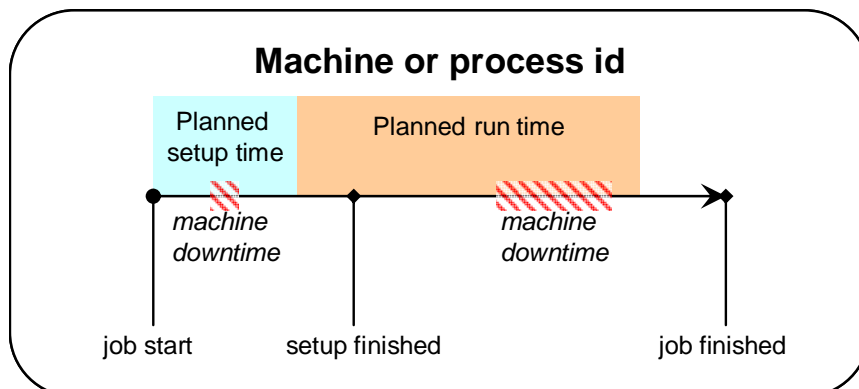 Machine or process id
Planned
setup time
Planned run time
machine
downtime
machine
downtime
job start
setup finished
job finished